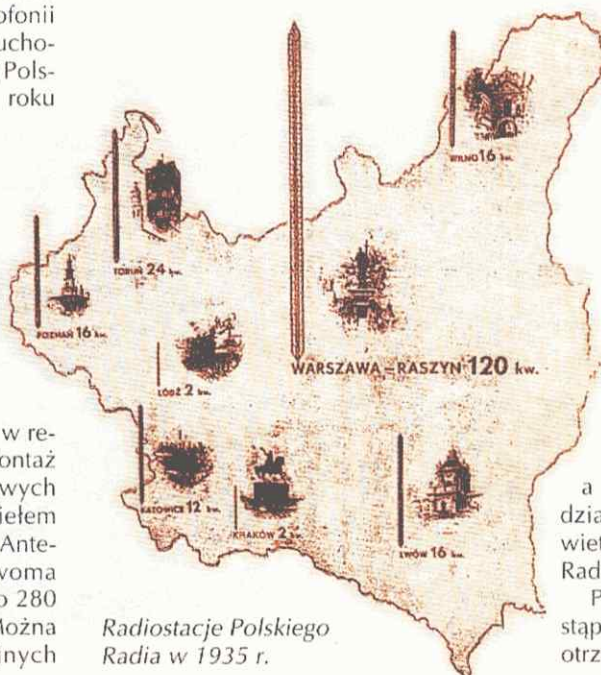 ofonii
ucho-
Pols-
roku
WILNO 16 kw.
TORUŃ 24 kw.
POZNAŃ 16 kw.
WARSZAWA – RASZYN 120 kw.
ŁÓDŹ 2 kw.
KATOWICE 12 kw.
KRAKÓW 2 kw.
LWÓW 16 kw.
w re-
ontaż
wych
iełem
Ante-
woma
o 280
Można
jnych
Radiostacje Polskiego
Radia w 1935 r.
a
dzia
wiet
Rad
P
stąp
otrz